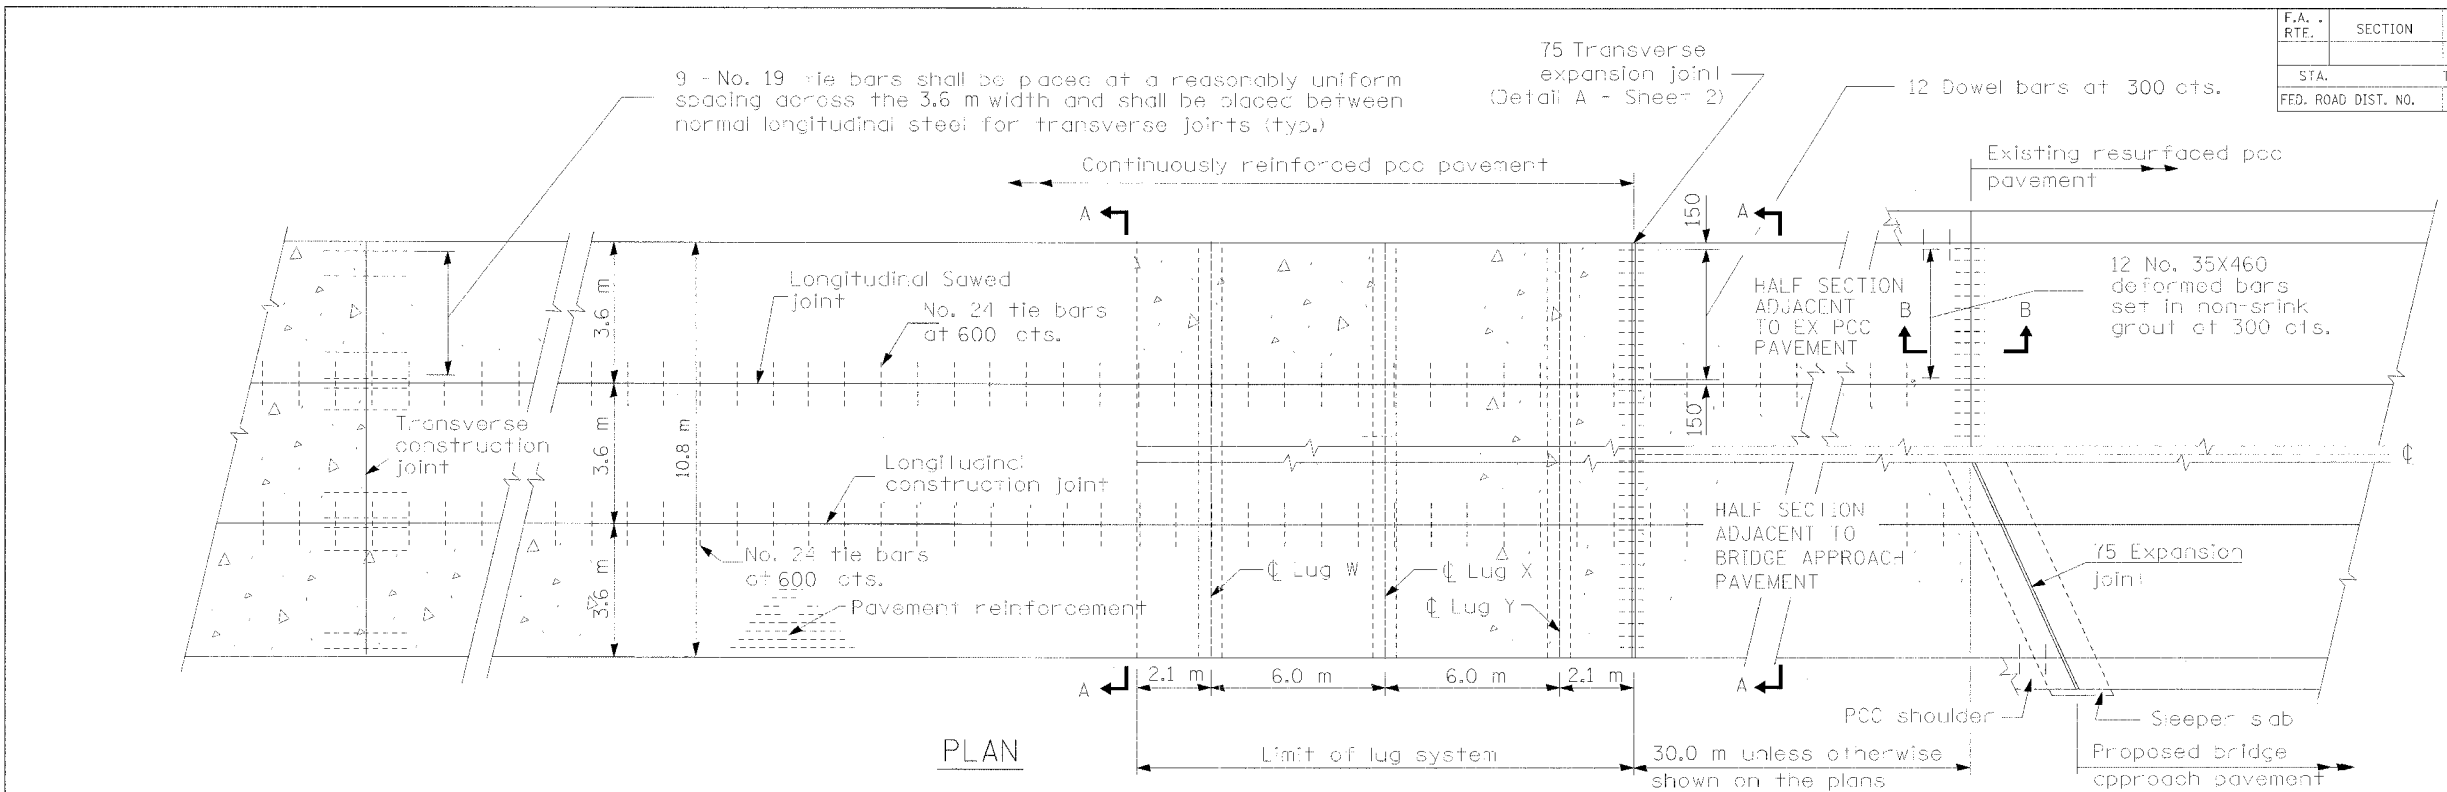 F.A. . RTE. SECTION
STA. T
FED. ROAD DIST. NO.
9 - No. 19 tie bars shall be placed at a reasonably uniform
spacing across the 3.6 m width and shall be placed between
normal longitudinal steel for transverse joints (typ.)
75 Transverse
expansion joint
(Detail A - Sheet 2)
12 Dowel bars at 300 cts.
Continuously reinforced pcc pavement
Existing resurfaced pcc
pavement
A
A
150
150
Longitudinal Sawed
joint
No. 24 tie bars
at 600 cts.
HALF SECTION
ADJACENT
TO EX PCC
PAVEMENT
B
B
12 No. 35X460
deformed bars
set in non-srink
grout at 300 cts.
3.6 m
3.6 m
3.6 m
10.8 m
Transverse
construction
joint
Longitudinal
construction joint
℄
HALF SECTION
ADJACENT TO
BRIDGE APPROACH
PAVEMENT
No. 24 tie bars
at 600 cts.
℄ Lug W
℄ Lug X
℄ Lug Y
75 Expansion
joint
Pavement reinforcement
A
2.1 m
6.0 m
6.0 m
2.1 m
A
PCC shoulder
Sleeper slab
PLAN
Limit of lug system
30.0 m unless otherwise
shown on the plans
Proposed bridge
approach pavement